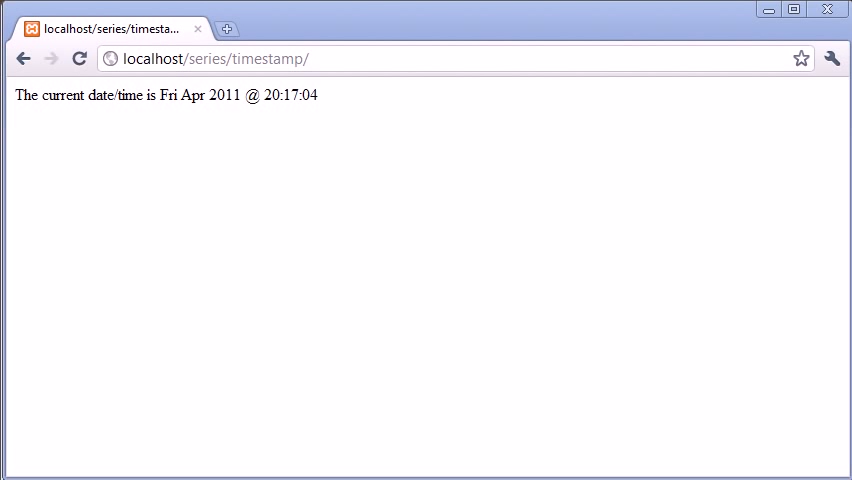 localhost/series/timesta...
localhost/series/timestamp/
The current date/time is Fri Apr 2011 @ 20:17:04